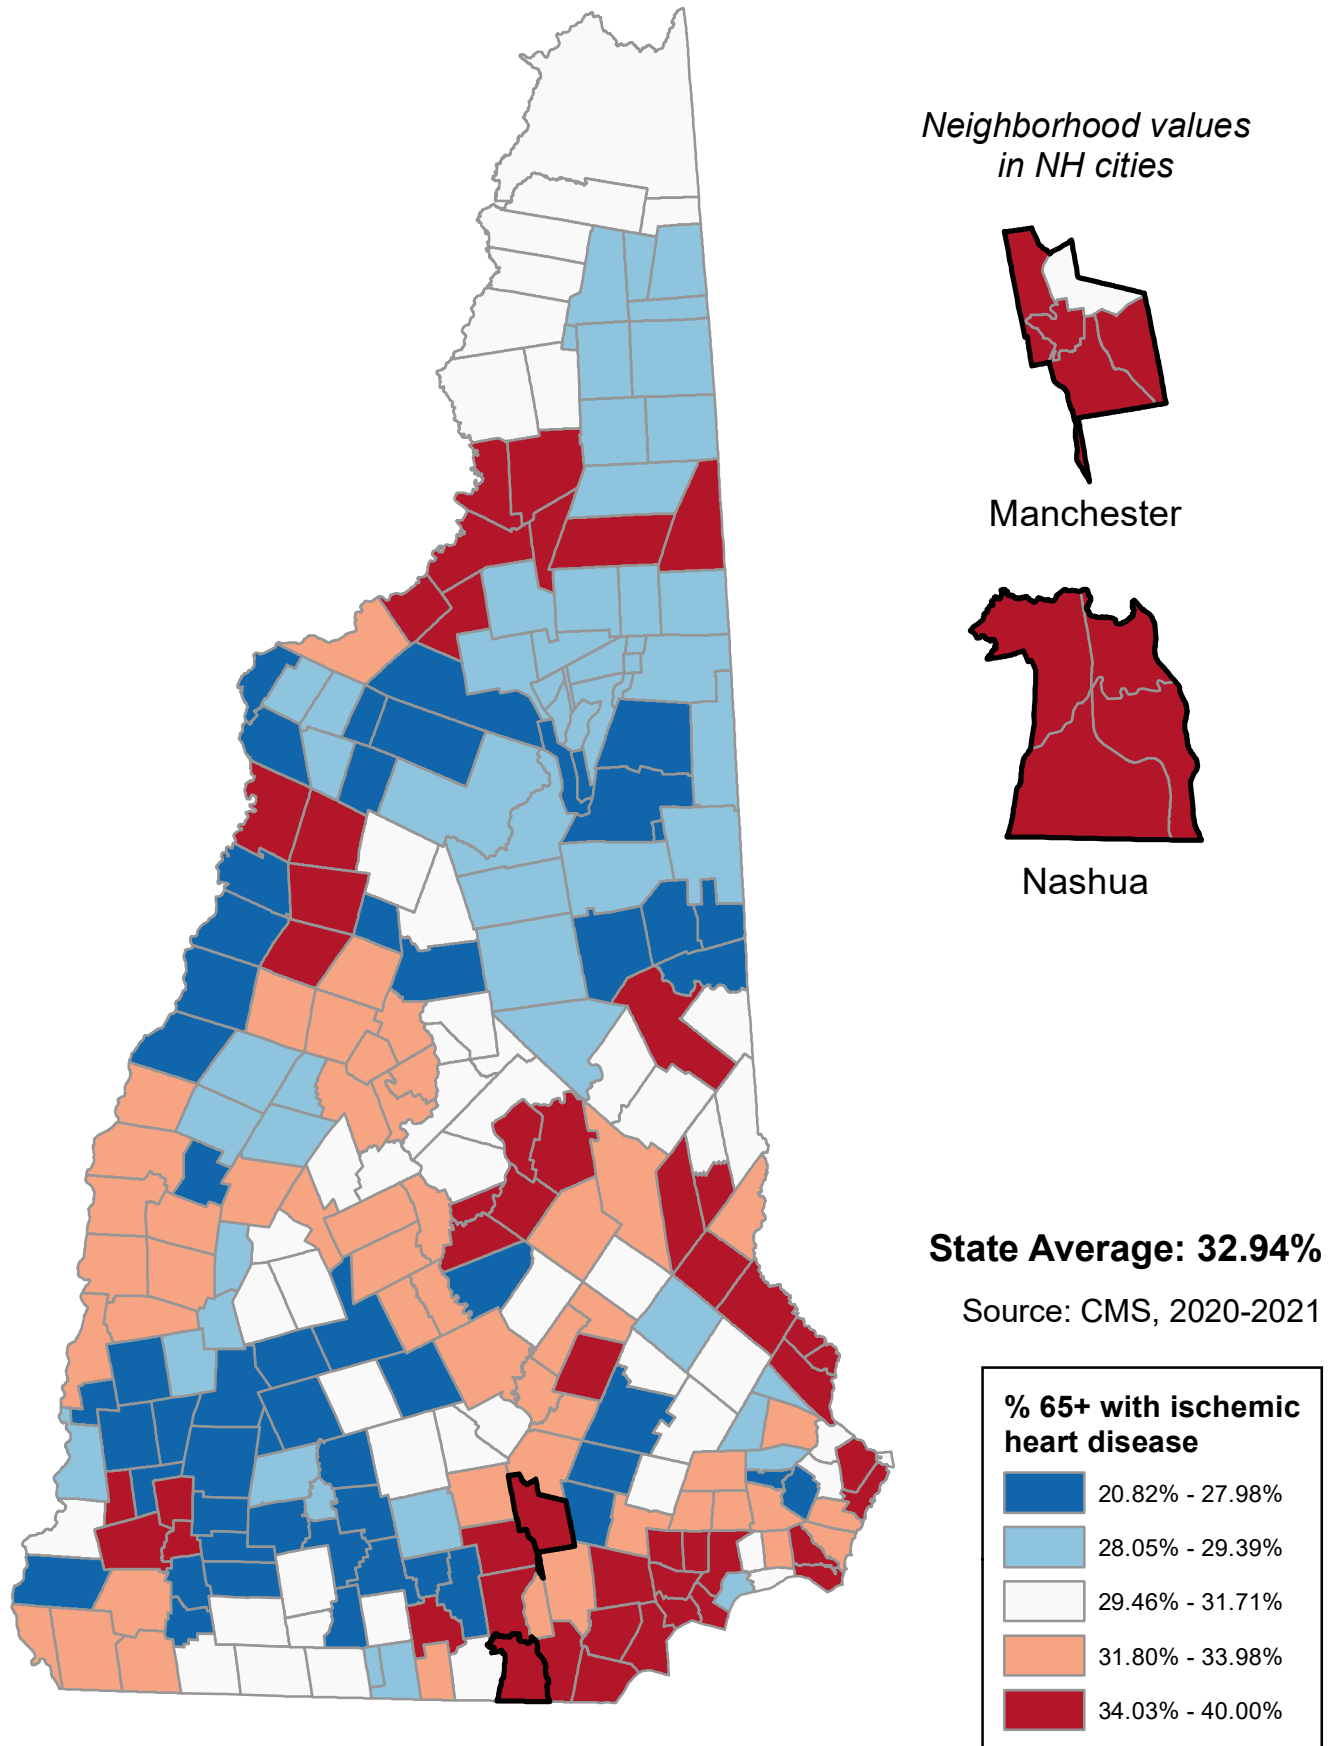 Neighborhood values
in NH cities
Manchester
Nashua
State Average: 32.94%
Source: CMS, 2020-2021
% 65+ with ischemic
heart disease
20.82% - 27.98%
28.05% - 29.39%
29.46% - 31.71%
31.80% - 33.98%
34.03% - 40.00%